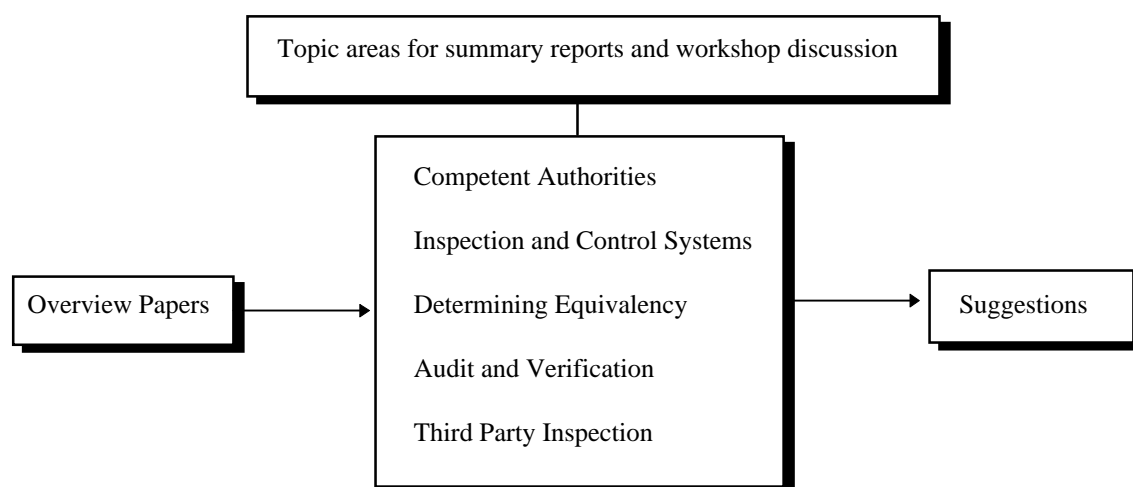 Topic areas for summary reports and workshop discussion
Competent Authorities
Inspection and Control Systems
Overview Papers
Determining Equivalency
Suggestions
Audit and Verification
Third Party Inspection